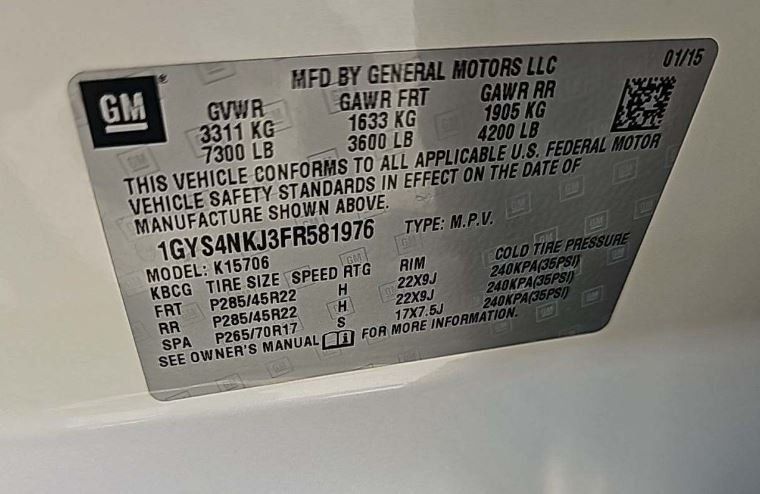 01/15
GM
MFD BY GENERAL MOTORS LLC
GVWR GAWR FRT GAWR RR
3311 KG 1633 KG 1905 KG
7300 LB 3600 LB 4200 LB
THIS VEHICLE CONFORMS TO ALL APPLICABLE U.S. FEDERAL MOTOR
VEHICLE SAFETY STANDARDS IN EFFECT ON THE DATE OF
MANUFACTURE SHOWN ABOVE.
1GYS4NKJ3FR581976 TYPE: M.P.V.
MODEL: K15706
KBCG TIRE SIZE SPEED RTG RIM COLD TIRE PRESSURE
FRT P285/45R22 H 22X9J 240KPA(35PSI)
RR P285/45R22 H 22X9J 240KPA(35PSI)
SPA P265/70R17 S 17X7.5J 240KPA(35PSI)
SEE OWNER'S MANUAL FOR MORE INFORMATION.